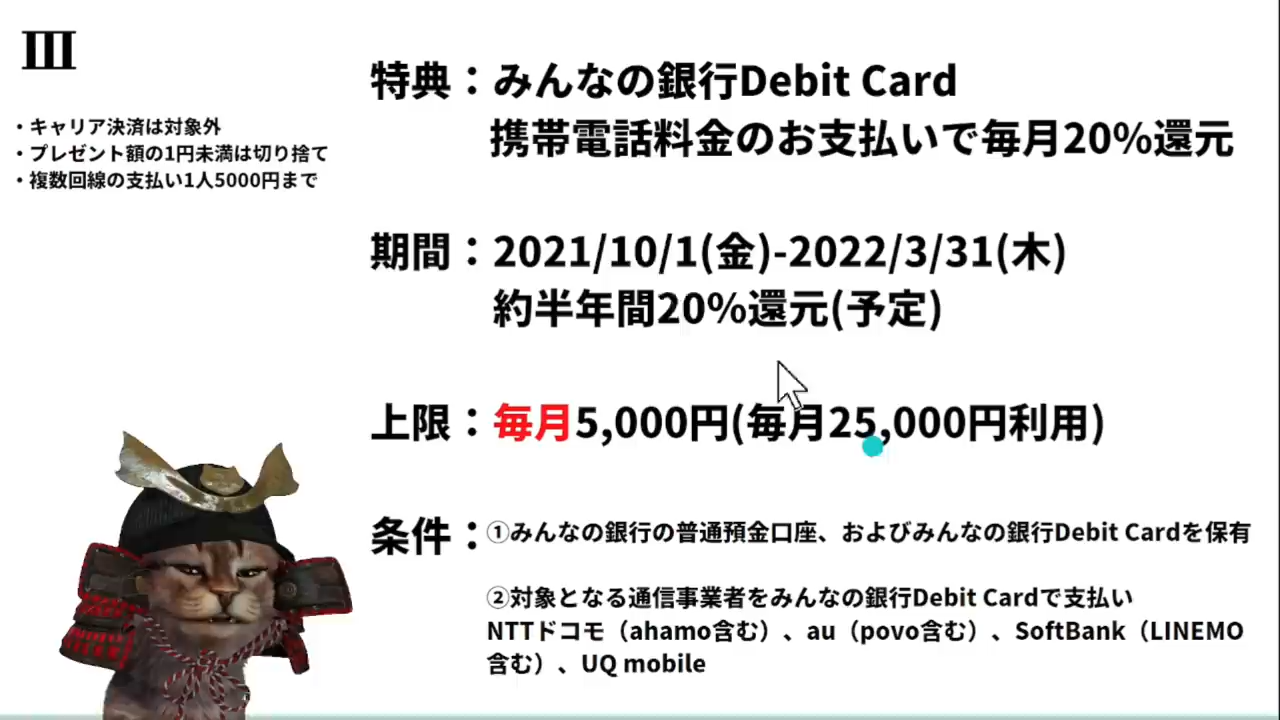 Ⅲ
・キャリア決済は対象外
・プレゼント額の1円未満は切り捨て
・複数回線の支払い1人5000円まで
特典：みんなの銀行Debit Card
携帯電話料金のお支払いで毎月20%還元
期間：2021/10/1(金)-2022/3/31(木)
約半年間20%還元(予定)
上限：毎月5,000円(毎月25,000円利用)
条件：①みんなの銀行の普通預金口座、およびみんなの銀行Debit Cardを保有
②対象となる通信事業者をみんなの銀行Debit Cardで支払い
NTTドコモ（ahamo含む）、au（povo含む）、SoftBank（LINEMO
含む）、UQ mobile